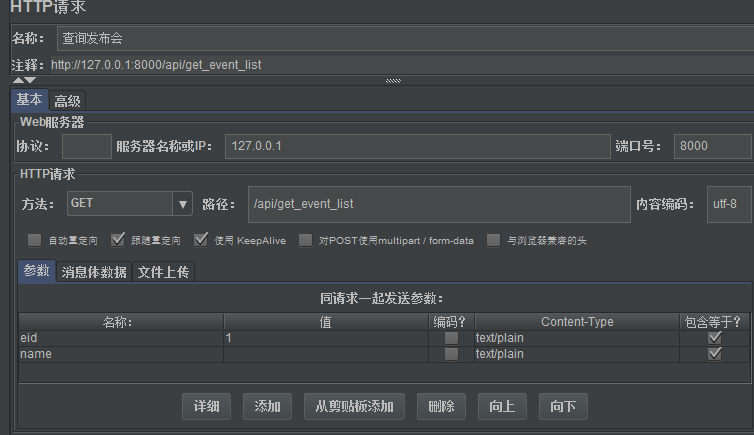 HTTP请求
名称： 查询发布会
注释： http://127.0.0.1:8000/api/get_event_list
基本 高级
Web服务器
协议： 服务器名称或IP： 127.0.0.1 端口号： 8000
HTTP请求
方法： GET 路径： /api/get_event_list 内容编码： utf-8
自动重定向 跟随重定向 使用 KeepAlive 对POST使用multipart / form-data 与浏览器兼容的头
参数 消息体数据 文件上传
同请求一起发送参数：
名称： 值 编码? Content-Type 包含等于?
eid 1 text/plain
name text/plain
详细 添加 从剪贴板添加 删除 向上 向下